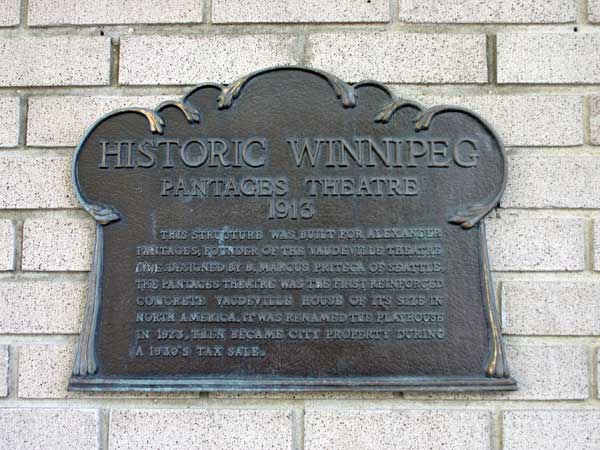 HISTORIC WINNIPEG
PANTAGES THEATRE
1913
THIS STRUCTURE WAS BUILT FOR ALEXANDER
PANTAGES, FOUNDER OF THE VAUDEVILLE THEATRE
LINE. DESIGNED BY B. MARCUS PRITECA OF SEATTLE.
THE PANTAGES THEATRE WAS THE FIRST REINFORCED
CONCRETE VAUDEVILLE HOUSE OF ITS SIZE IN
NORTH AMERICA. IT WAS RENAMED THE PLAYHOUSE
IN 1923, THEN BECAME CITY PROPERTY DURING
A 1930'S TAX SALE.